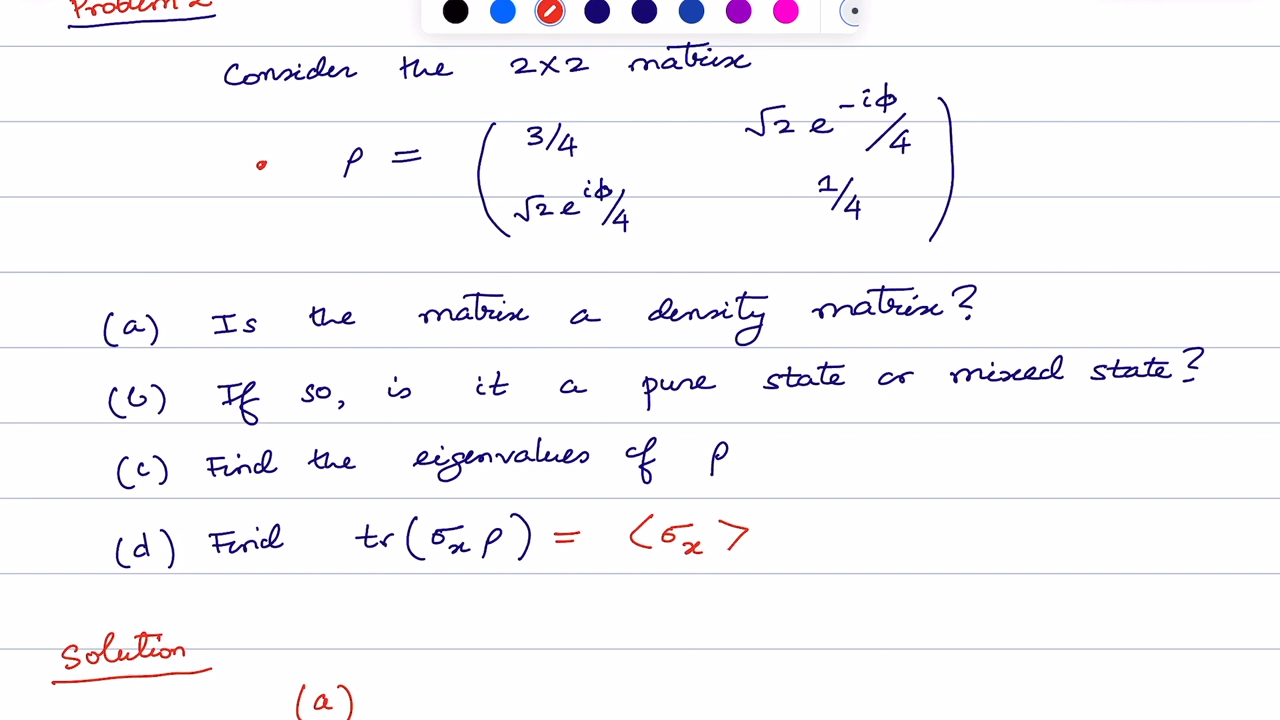 Problem 2
Consider the 2×2 matrix
ρ = ( 3/4 √2 e^{-iϕ}/4
√2 e^{iϕ}/4 1/4 )
(a) Is the matrix a density matrix?
(b) If so, is it a pure state or mixed state?
(c) Find the eigenvalues of ρ
(d) Find tr(σ_x ρ) = <σ_x>
Solution
(a)